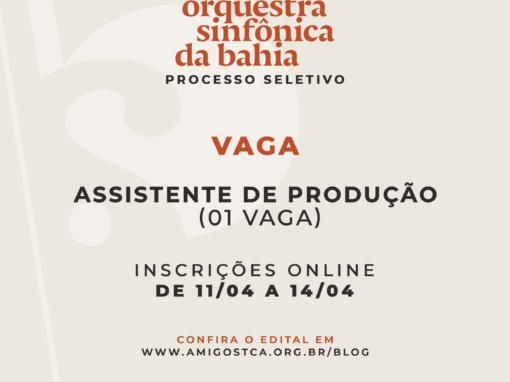 orquestra
sinfônica
da bahia
PROCESSO SELETIVO
VAGA
ASSISTENTE DE PRODUÇÃO
(01 VAGA)
INSCRIÇÕES ONLINE
DE 11/04 A 14/04
CONFIRA O EDITAL EM
WWW.AMIGOSTCA.ORG.BR/BLOG